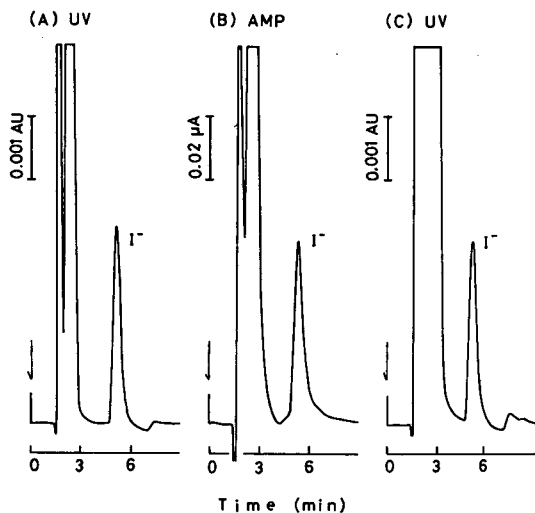 (A) UV
(B) AMP
(C) UV
0.001 AU
0.02 µA
0.001 AU
I⁻
I⁻
I⁻
0 3 6
0 3 6
0 3 6
Time (min)